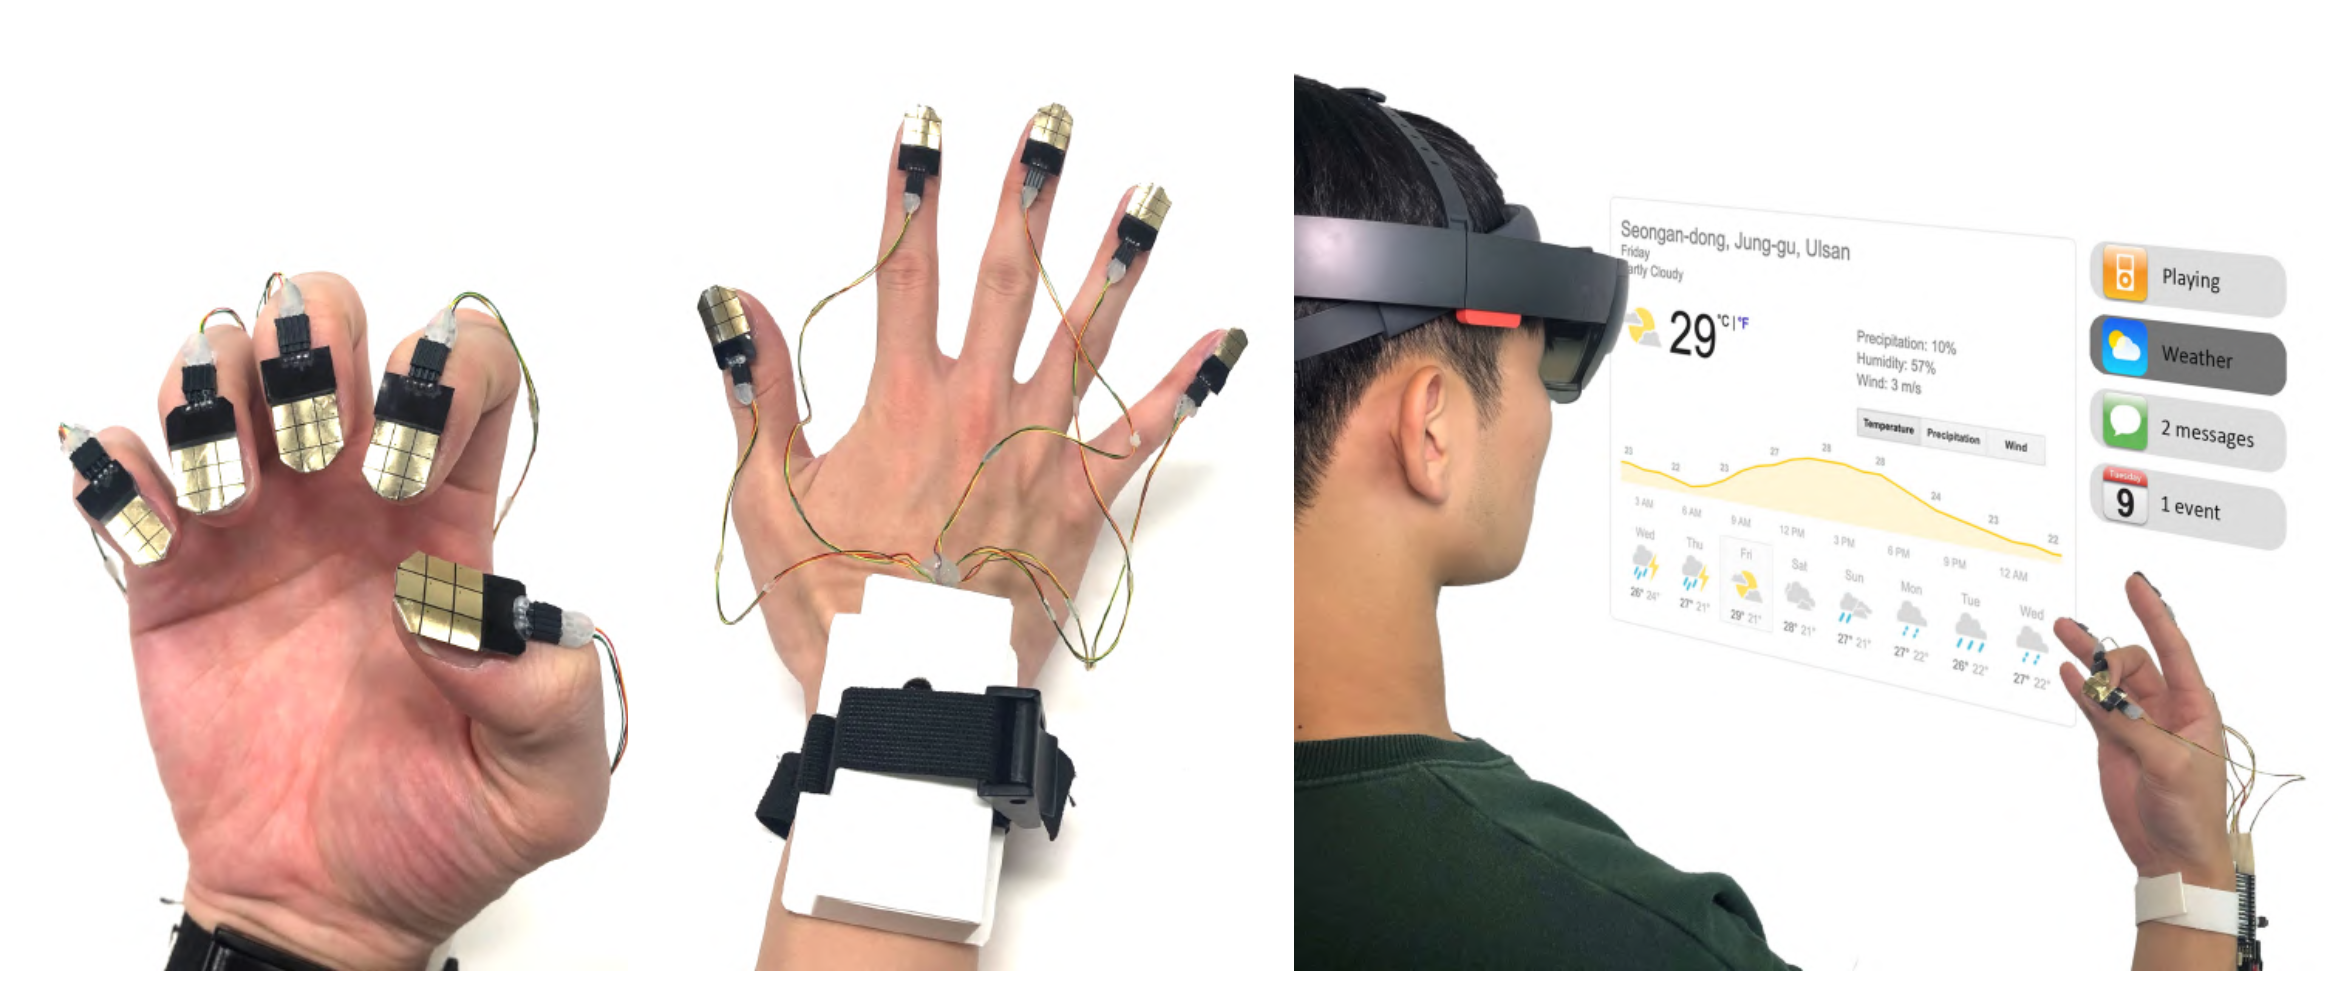 Seongan-dong, Jung-gu, Ulsan
Friday
artly Cloudy
29 °C | °F
Precipitation: 10%
Humidity: 57%
Wind: 3 m/s
Temperature Precipitation Wind
23 22 23 27 28 28 24 23 22
3 AM 6 AM 9 AM 12 PM 3 PM 6 PM 9 PM 12 AM
Wed Thu Fri Sat Sun Mon Tue Wed
26° 24° 27° 21° 29° 21° 28° 21° 27° 21° 27° 22° 26° 22° 27° 22°
Playing
Weather
2 messages
Tuesday
9
1 event